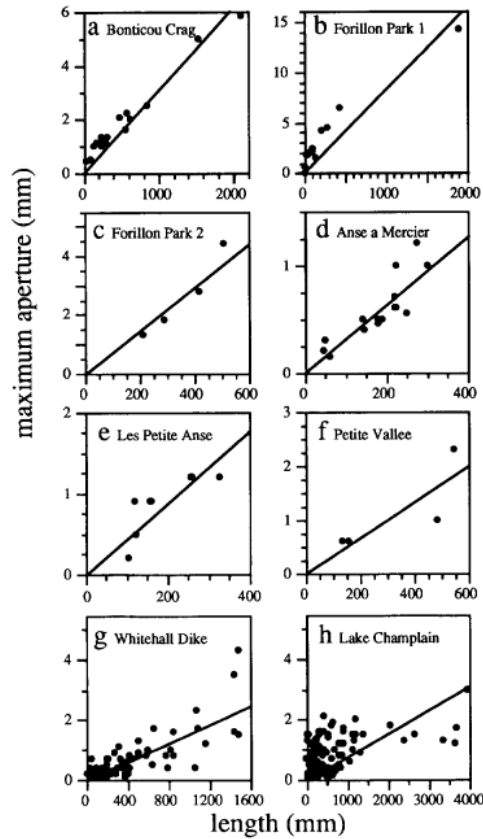 a Bonticou Crag
6
4
2
0
0 1000 2000
b Forillon Park 1
15
10
5
0
0 1000 2000
c Forillon Park 2
4
2
0
0 200 400 600
d Anse a Mercier
1
0
0 200 400
e Les Petite Anse
2
1
0
0 200 400
f Petite Vallee
3
2
1
0
0 200 400 600
g Whitehall Dike
4
2
0
0 400 800 1200 1600
h Lake Champlain
5
4
3
2
1
0
0 1000 2000 3000 4000
maximum aperture (mm)
length (mm)